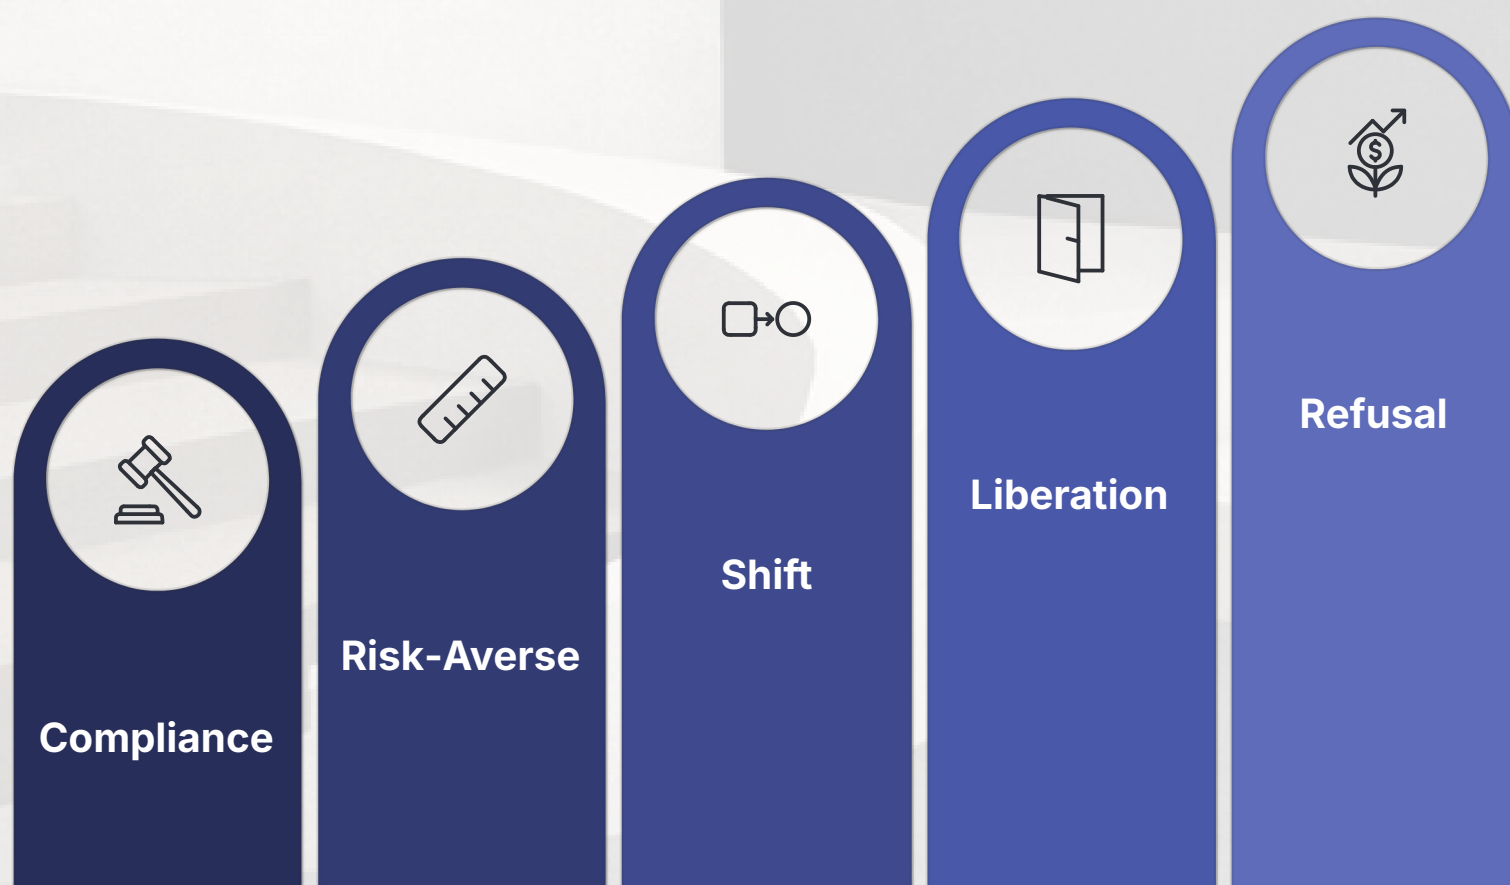 Compliance
Risk-Averse
Shift
Liberation
Refusal
$